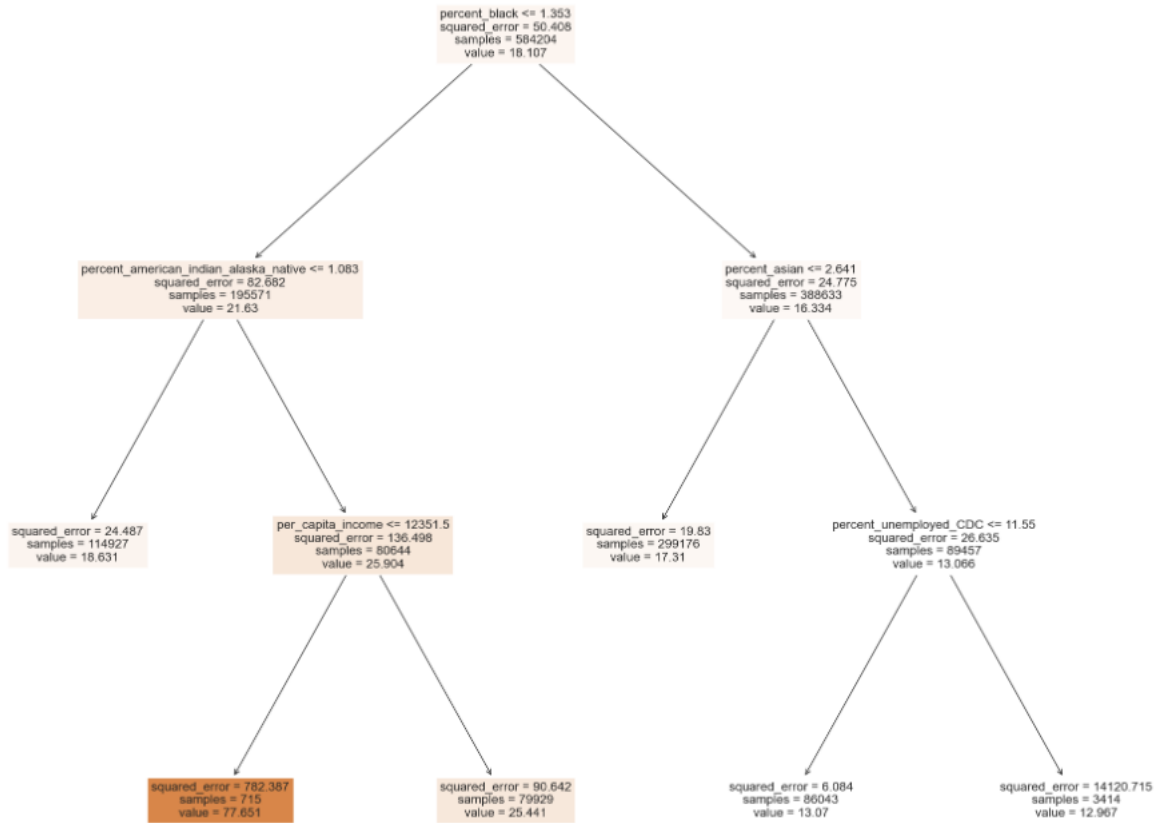 percent_black <= 1.353
squared_error = 50.408
samples = 584204
value = 18.107
percent_american_indian_alaska_native <= 1.083
squared_error = 82.682
samples = 195571
value = 21.63
percent_asian <= 2.641
squared_error = 24.775
samples = 388633
value = 16.334
squared_error = 24.487
samples = 114927
value = 18.631
per_capita_income <= 12351.5
squared_error = 136.498
samples = 80644
value = 25.904
squared_error = 19.83
samples = 299176
value = 17.31
percent_unemployed_CDC <= 11.55
squared_error = 26.635
samples = 89457
value = 13.066
squared_error = 782.387
samples = 715
value = 77.651
squared_error = 90.642
samples = 79929
value = 25.441
squared_error = 6.084
samples = 86043
value = 13.07
squared_error = 14120.715
samples = 3414
value = 12.967